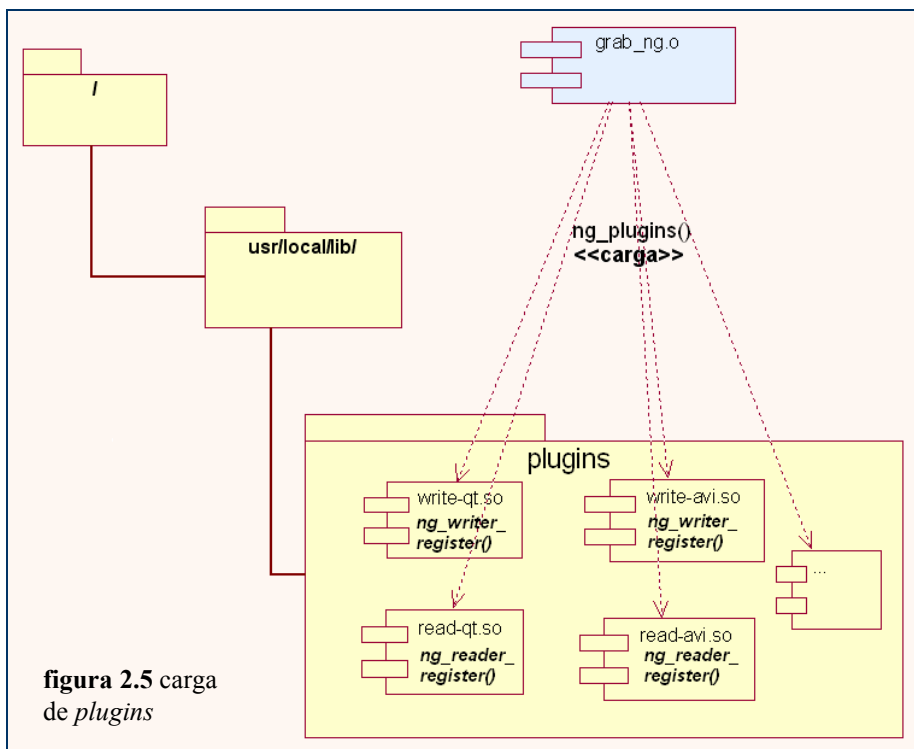 grab_ng.o
/
usr/local/lib/
ng_plugins()
<<carga>>
plugins
write-qt.so
ng_writer_
register()
write-avi.so
ng_writer_
register()
...
read-qt.so
ng_reader_
register()
read-avi.so
ng_reader_
register()
figura 2.5 carga
de plugins